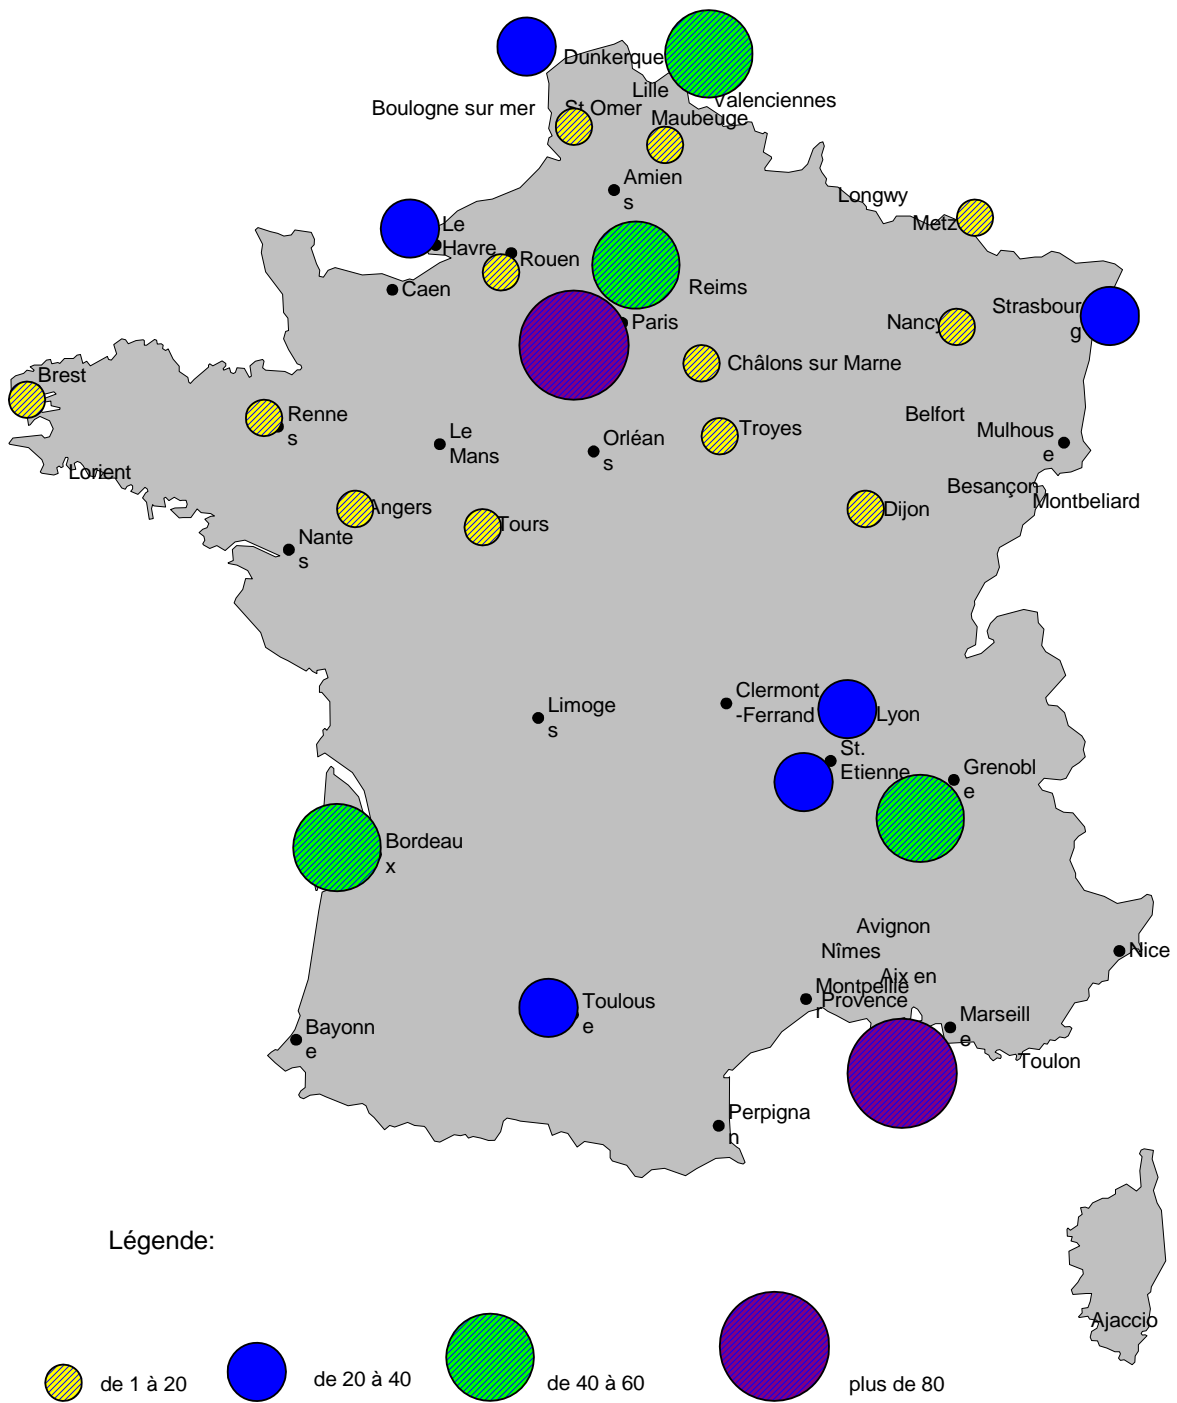 Dunkerque
Lille
Boulogne sur mer
St Omer
Valenciennes
Maubeuge
Amien
s
Longwy
Metz
Le
Havre
Rouen
Caen
Reims
Paris
Nancy
Strasbour
g
Châlons sur Marne
Brest
Renne
s
Le
Mans
Orléan
s
Troyes
Belfort
Mulhous
e
Lorient
Besançon
Montbeliard
Angers
Tours
Dijon
Nante
s
Limoge
s
Clermont
-Ferrand
Lyon
St.
Etienne
Grenobl
e
Bordeau
x
Avignon
Nîmes
Nice
Aix en
Provence
Montpellie
r
Toulous
e
Marseill
e
Bayonn
e
Toulon
Perpigna
n
Ajaccio
Légende:
de 1 à 20
de 20 à 40
de 40 à 60
plus de 80